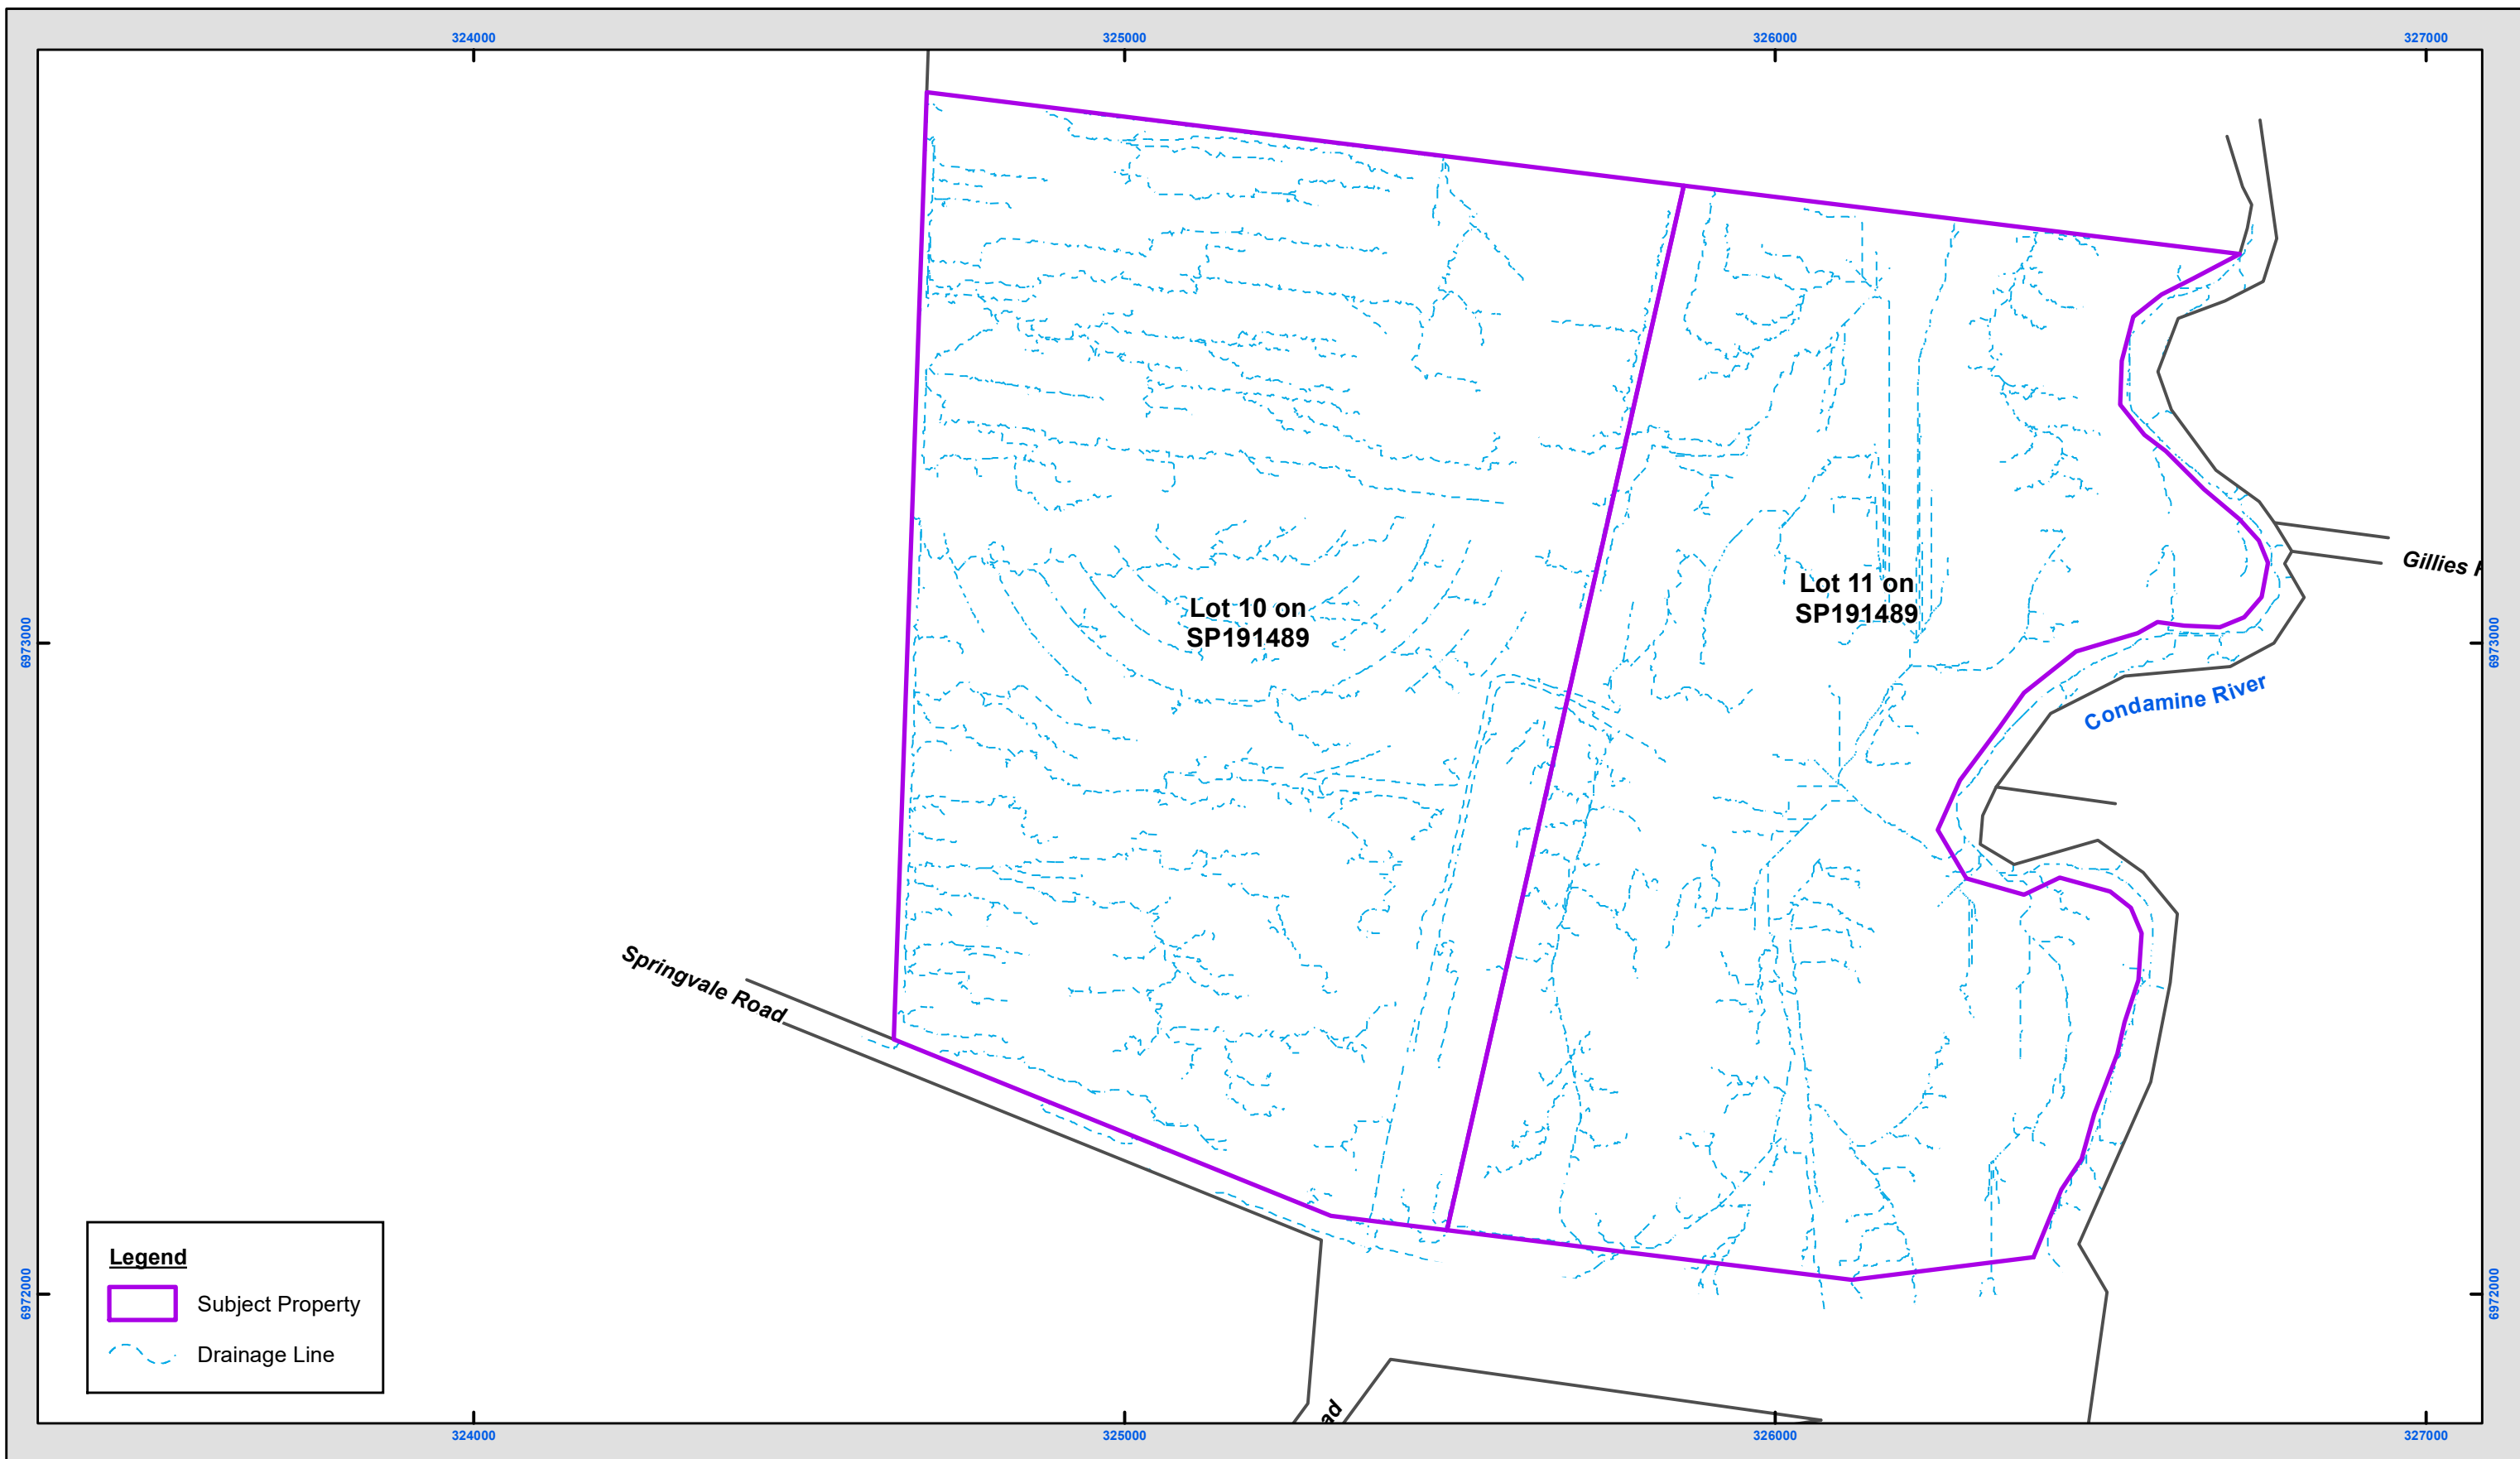 324000
325000
326000
327000
Gillies
Lot 11 on
SP191489
Lot 10 on
SP191489
6973000
6973000
Condamine River
Springvale Road
Legend
Subject Property
Drainage Line
6972000
6972000
ad
324000
325000
326000
327000